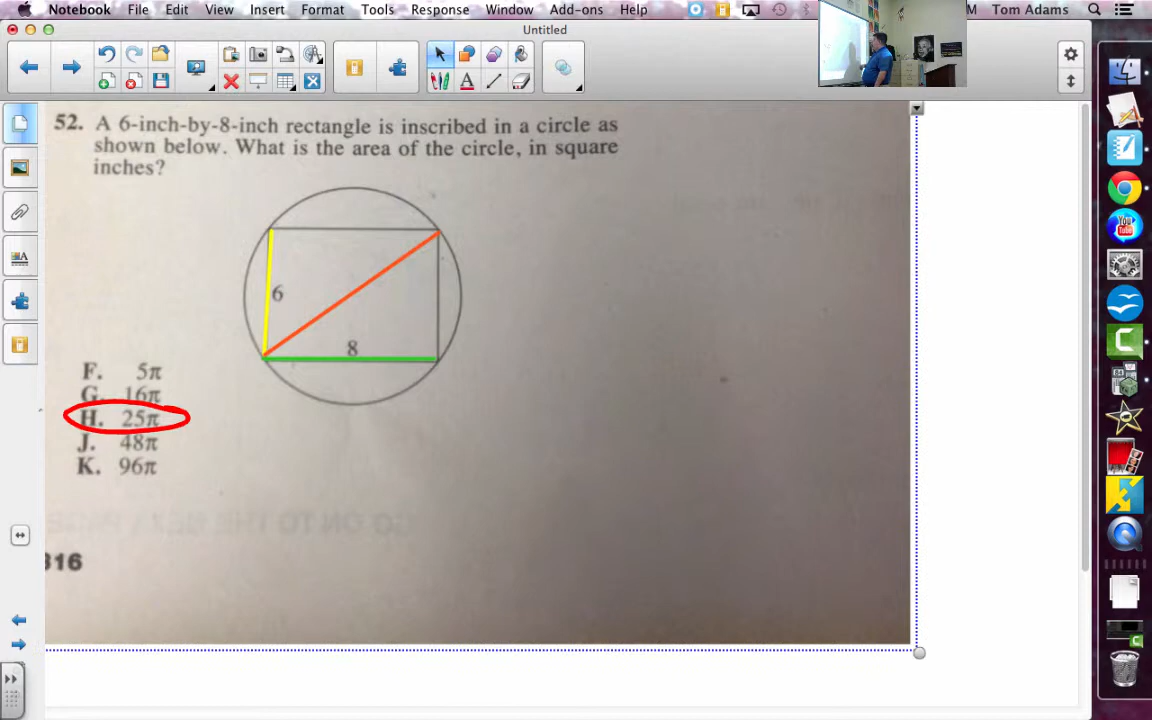 Notebook File Edit View Insert Format Tools Response Window Add-ons Help
Tom Adams
Untitled
52. A 6-inch-by-8-inch rectangle is inscribed in a circle as
shown below. What is the area of the circle, in square
inches?
6
8
F. 5π
G. 16π
H. 25π
J. 48π
K. 96π
316